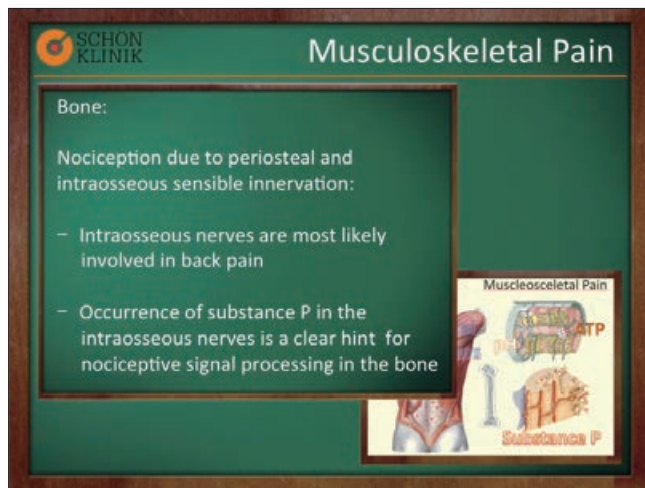 SCHÖN
KLINIK
Musculoskeletal Pain
Bone:
Nociception due to periosteal and
intraosseous sensible innervation:
– Intraosseous nerves are most likely
involved in back pain
– Occurrence of substance P in the
intraosseous nerves is a clear hint for
nociceptive signal processing in the bone
Muscleosceletal Pain
ATP
Substance P